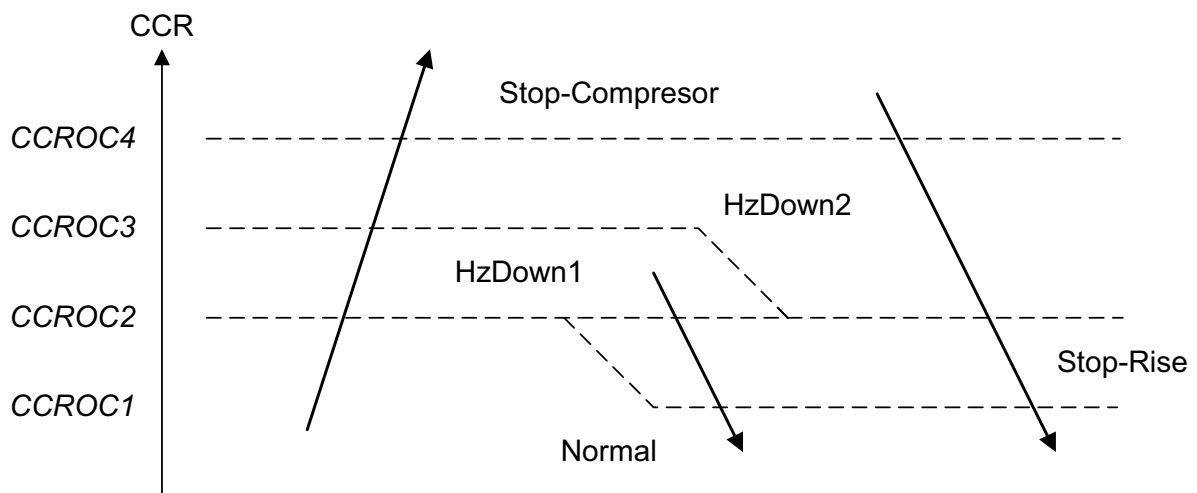 CCR
Stop-Compresor
CCROC4
HzDown2
CCROC3
HzDown1
CCROC2
Stop-Rise
CCROC1
Normal